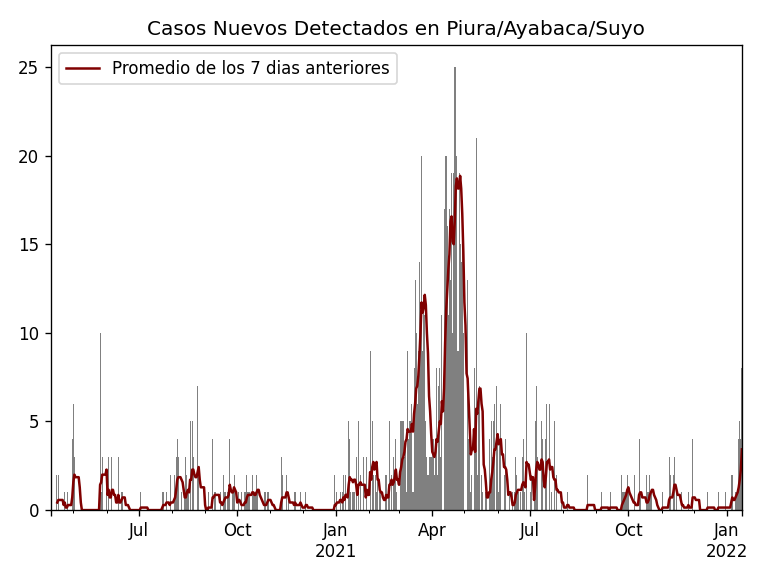 Casos Nuevos Detectados en Piura/Ayabaca/Suyo
Promedio de los 7 dias anteriores
25
20
15
10
5
0
Jul
Oct
Jan
2021
Apr
Jul
Oct
Jan
2022